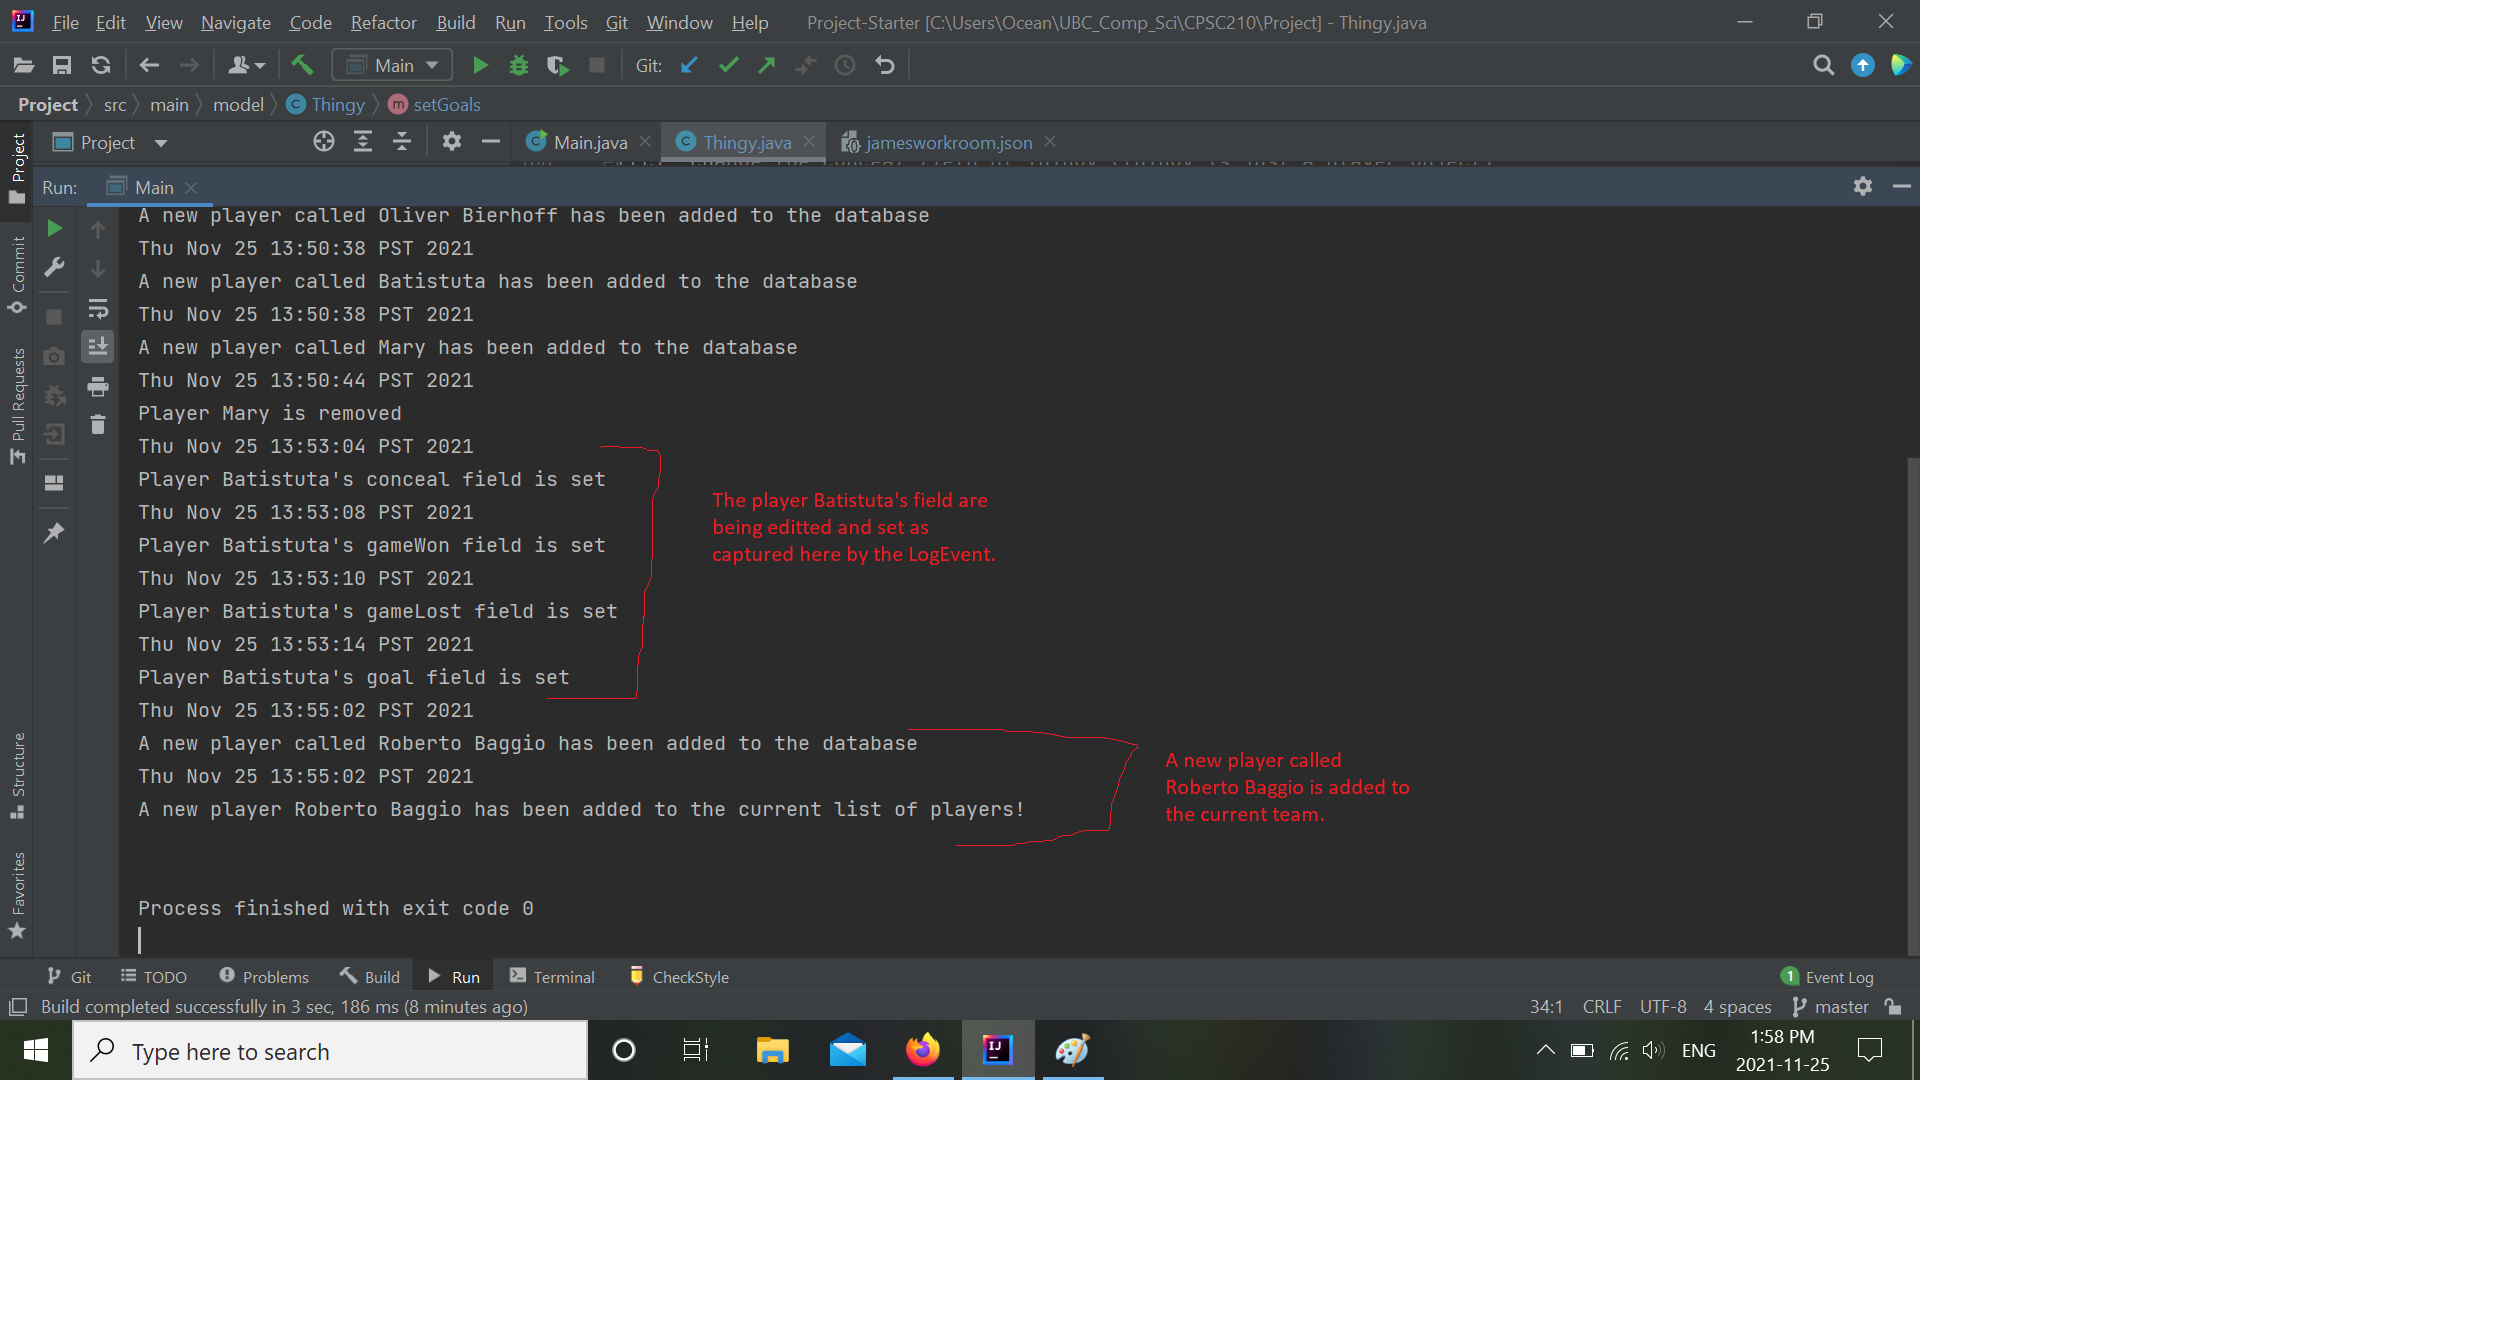 File Edit View Navigate Code Refactor Build Run Tools Git Window Help Project-Starter [C:\Users\Ocean\UBC_Comp_Sci\CPSC210\Project] - Thingy.java
Main Git:
Project src main model Thingy setGoals
Project Main.java Thingy.java jamesworkroom.json
Run: Main
A new player called Oliver Bierhoff has been added to the database
Thu Nov 25 13:50:38 PST 2021
A new player called Batistuta has been added to the database
Thu Nov 25 13:50:38 PST 2021
A new player called Mary has been added to the database
Thu Nov 25 13:50:44 PST 2021
Player Mary is removed
Thu Nov 25 13:53:04 PST 2021
Player Batistuta's conceal field is set
Thu Nov 25 13:53:08 PST 2021
Player Batistuta's gameWon field is set
Thu Nov 25 13:53:10 PST 2021
Player Batistuta's gameLost field is set
Thu Nov 25 13:53:14 PST 2021
Player Batistuta's goal field is set
Thu Nov 25 13:55:02 PST 2021
A new player called Roberto Baggio has been added to the database
Thu Nov 25 13:55:02 PST 2021
A new player Roberto Baggio has been added to the current list of players!
Process finished with exit code 0
The player Batistuta's field are
being editted and set as
captured here by the LogEvent.
A new player called
Roberto Baggio is added to
the current team.
Project
Commit
Pull Requests
Structure
Favorites
Git TODO Problems Build Run Terminal CheckStyle 1 Event Log
Build completed successfully in 3 sec, 186 ms (8 minutes ago) 34:1 CRLF UTF-8 4 spaces master
Type here to search ENG
1:58 PM
2021-11-25